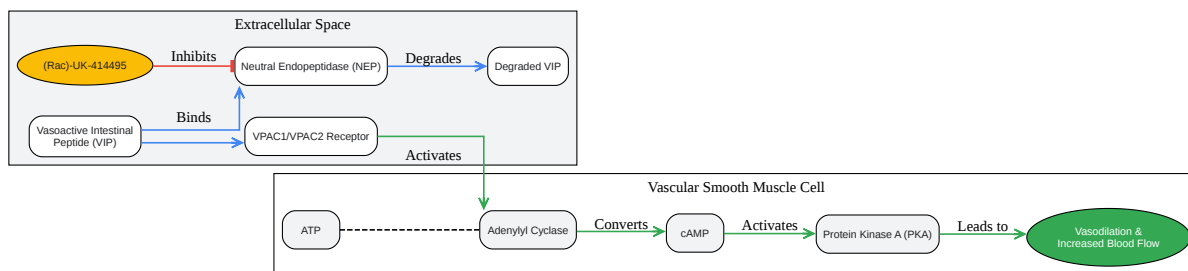 Extracellular Space
(Rac)-UK-414495
Inhibits
Neutral Endopeptidase (NEP)
Degrades
Degraded VIP
Vasoactive Intestinal
Peptide (VIP)
Binds
VPAC1/VPAC2 Receptor
Activates
Vascular Smooth Muscle Cell
ATP
Adenylyl Cyclase
Converts
cAMP
Activates
Protein Kinase A (PKA)
Leads to
Vasodilation &
Increased Blood Flow